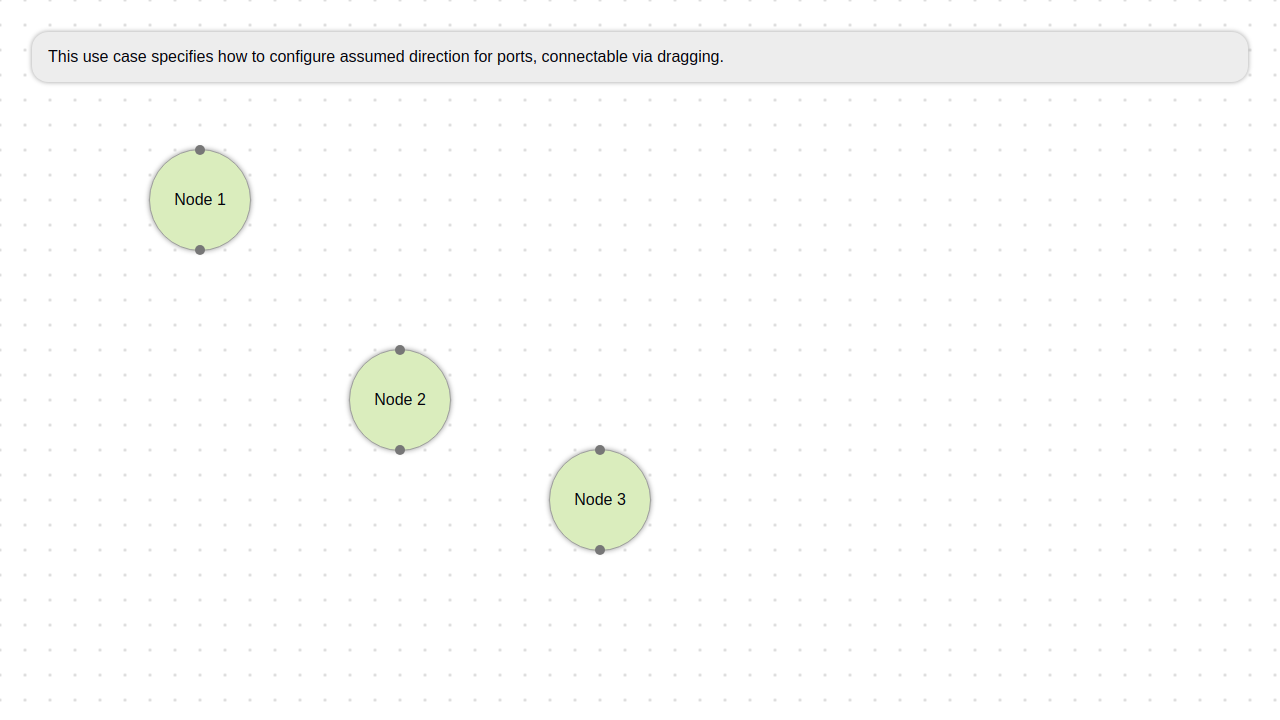 This use case specifies how to configure assumed direction for ports, connectable via dragging.
Node 1
Node 2
Node 3